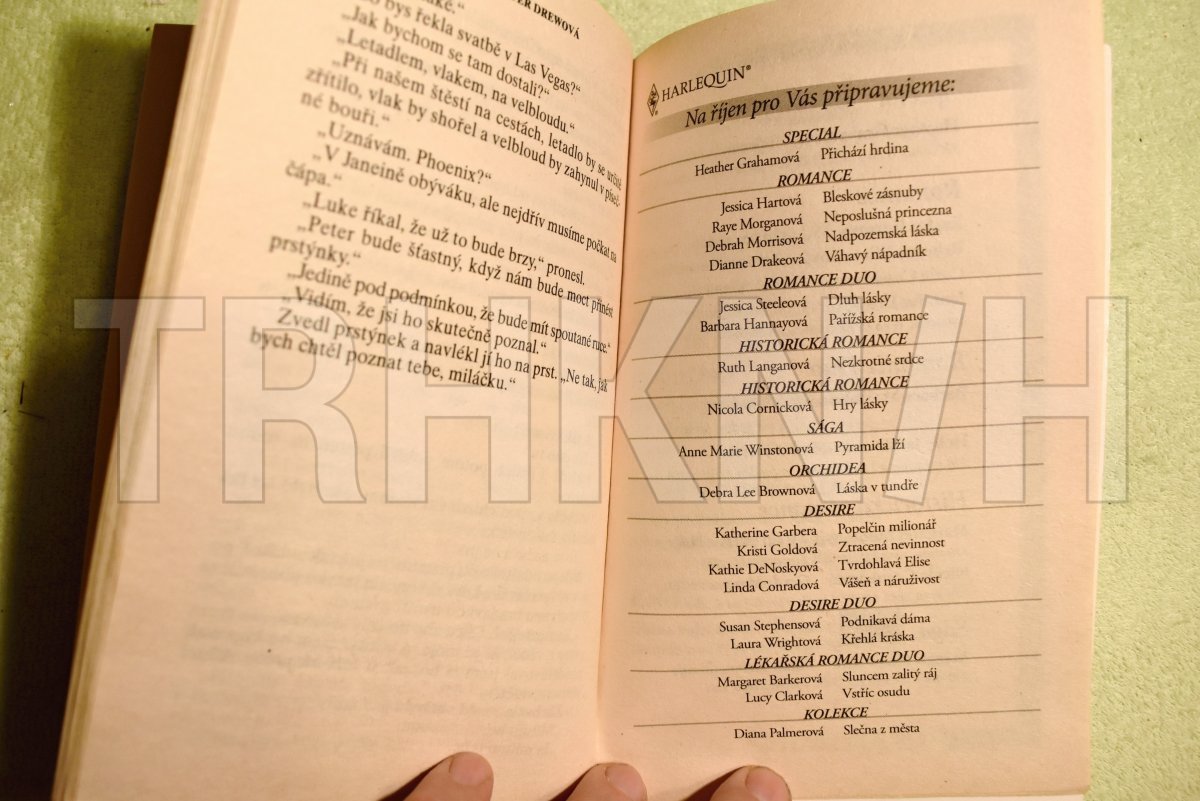 ER DREWOVÁ
aké.“
o bys řekla svatbě v Las Vegas?“
„Jak bychom se tam dostali?“
„Letadlem, vlakem, na velbloudu.“
„Při našem štěstí na cestách, letadlo by se určitě
zřítilo, vlak by shořel a velbloud by zahynul v píseč-
né bouři.“
„Uznávám. Phoenix?“
„V Janeině obýváku, ale nejdřív musíme počkat na
čápa.“
„Luke říkal, že už to bude brzy,“ pronesl.
„Peter bude šťastný, když nám bude moct přinést
prstýnky.“
„Jedině pod podmínkou, že bude mít spoutané ruce.“
„Vidím, že jsi ho skutečně poznal.“
Zvedl prstýnek a navlékl jí ho na prst. „Ne tak, jak
bych chtěl poznat tebe, miláčku.“
HARLEQUIN®
Na říjen pro Vás připravujeme:
SPECIAL
Heather Grahamová Přichází hrdina
ROMANCE
Jessica Hartová Bleskové zásnuby
Raye Morganová Neposlušná princezna
Debrah Morrisová Nadpozemská láska
Dianne Drakeová Váhavý nápadník
ROMANCE DUO
Jessica Steeleová Dluh lásky
Barbara Hannayová Pařížská romance
HISTORICKÁ ROMANCE
Ruth Langanová Nezkrotné srdce
HISTORICKÁ ROMANCE
Nicola Cornicková Hry lásky
SÁGA
Anne Marie Winstonová Pyramida lží
ORCHIDEA
Debra Lee Brownová Láska v tundře
DESIRE
Katherine Garbera Popelčin milionář
Kristi Goldová Ztracená nevinnost
Kathie DeNoskyová Tvrdohlavá Elise
Linda Conradová Vášeň a náruživost
DESIRE DUO
Susan Stephensová Podnikavá dáma
Laura Wrightová Křehlá kráska
LÉKAŘSKÁ ROMANCE DUO
Margaret Barkerová Sluncem zalitý ráj
Lucy Clarková Vstříc osudu
KOLEKCE
Diana Palmerová Slečna z města
TRHKNIH